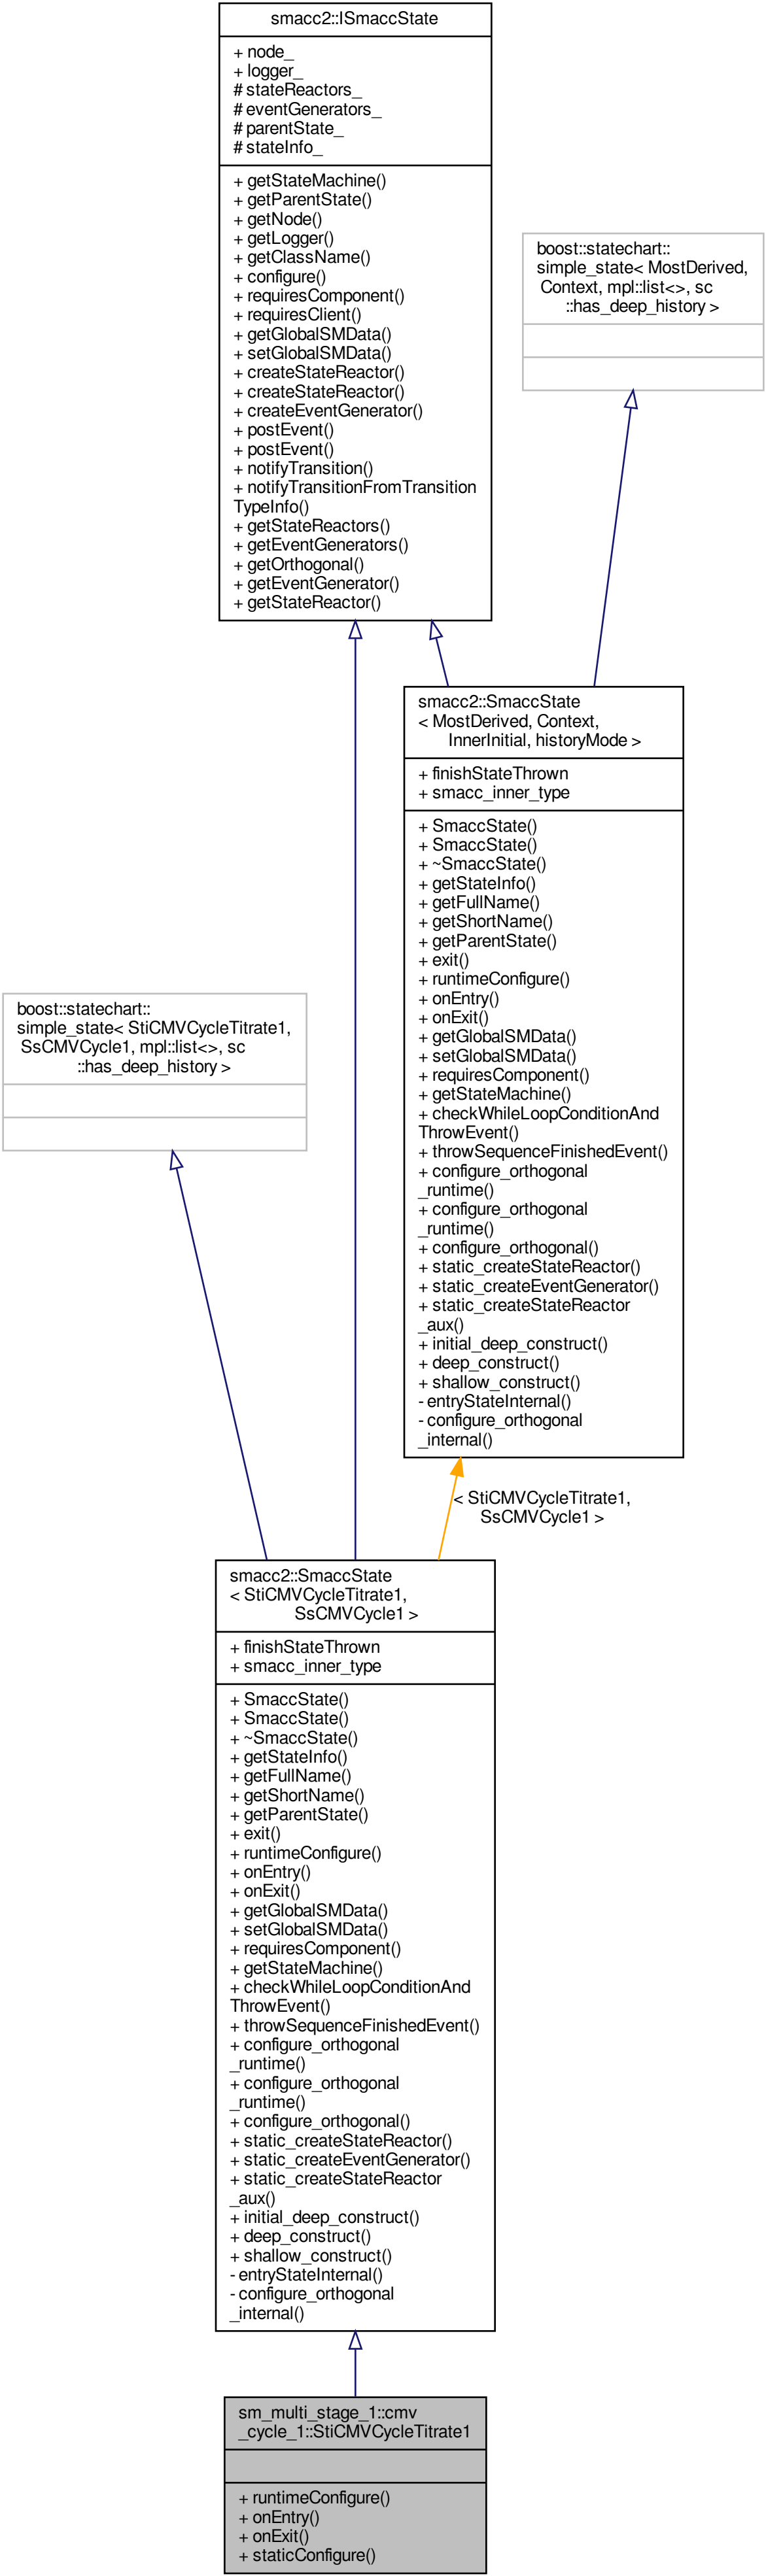 smacc2::ISmaccState
+ node_
+ logger_
# stateReactors_
# eventGenerators_
# parentState_
# stateInfo_
+ getStateMachine()
+ getParentState()
+ getNode()
+ getLogger()
+ getClassName()
+ configure()
+ requiresComponent()
+ requiresClient()
+ getGlobalSMData()
+ setGlobalSMData()
+ createStateReactor()
+ createStateReactor()
+ createEventGenerator()
+ postEvent()
+ postEvent()
+ notifyTransition()
+ notifyTransitionFromTransition
TypeInfo()
+ getStateReactors()
+ getEventGenerators()
+ getOrthogonal()
+ getEventGenerator()
+ getStateReactor()
boost::statechart::
simple_state< MostDerived,
Context, mpl::list<>, sc
::has_deep_history >
smacc2::SmaccState
< MostDerived, Context,
InnerInitial, historyMode >
+ finishStateThrown
+ smacc_inner_type
+ SmaccState()
+ SmaccState()
+ ~SmaccState()
+ getStateInfo()
+ getFullName()
+ getShortName()
+ getParentState()
+ exit()
+ runtimeConfigure()
+ onEntry()
+ onExit()
+ getGlobalSMData()
+ setGlobalSMData()
+ requiresComponent()
+ getStateMachine()
+ checkWhileLoopConditionAnd
ThrowEvent()
+ throwSequenceFinishedEvent()
+ configure_orthogonal
_runtime()
+ configure_orthogonal
_runtime()
+ configure_orthogonal()
+ static_createStateReactor()
+ static_createEventGenerator()
+ static_createStateReactor
_aux()
+ initial_deep_construct()
+ deep_construct()
+ shallow_construct()
- entryStateInternal()
- configure_orthogonal
_internal()
boost::statechart::
simple_state< StiCMVCycleTitrate1,
SsCMVCycle1, mpl::list<>, sc
::has_deep_history >
< StiCMVCycleTitrate1,
SsCMVCycle1 >
smacc2::SmaccState
< StiCMVCycleTitrate1,
SsCMVCycle1 >
+ finishStateThrown
+ smacc_inner_type
+ SmaccState()
+ SmaccState()
+ ~SmaccState()
+ getStateInfo()
+ getFullName()
+ getShortName()
+ getParentState()
+ exit()
+ runtimeConfigure()
+ onEntry()
+ onExit()
+ getGlobalSMData()
+ setGlobalSMData()
+ requiresComponent()
+ getStateMachine()
+ checkWhileLoopConditionAnd
ThrowEvent()
+ throwSequenceFinishedEvent()
+ configure_orthogonal
_runtime()
+ configure_orthogonal
_runtime()
+ configure_orthogonal()
+ static_createStateReactor()
+ static_createEventGenerator()
+ static_createStateReactor
_aux()
+ initial_deep_construct()
+ deep_construct()
+ shallow_construct()
- entryStateInternal()
- configure_orthogonal
_internal()
sm_multi_stage_1::cmv
_cycle_1::StiCMVCycleTitrate1
+ runtimeConfigure()
+ onEntry()
+ onExit()
+ staticConfigure()